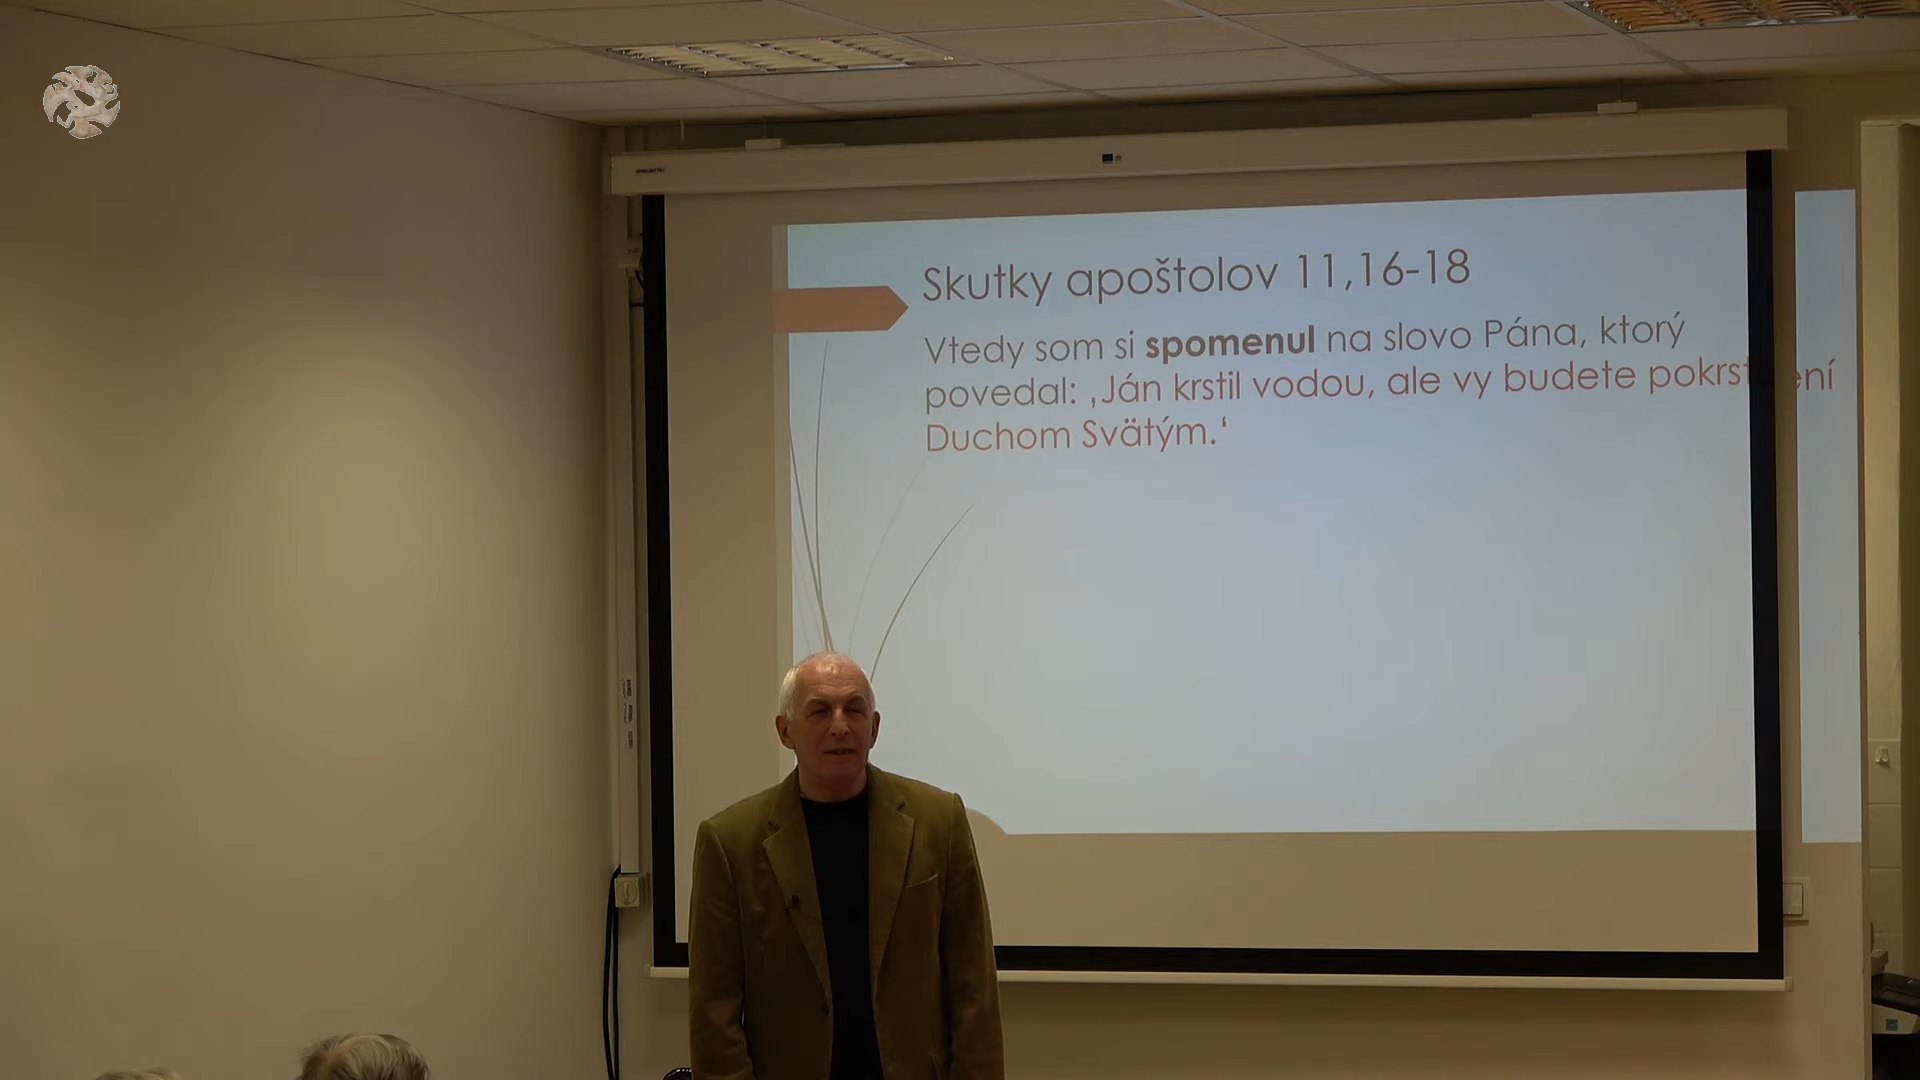 Skutky apoštolov 11,16-18
Vtedy som si spomenul na slovo Pána, ktorý
povedal: ‚Ján krstil vodou, ale vy budete pokrstení
Duchom Svätým.‘